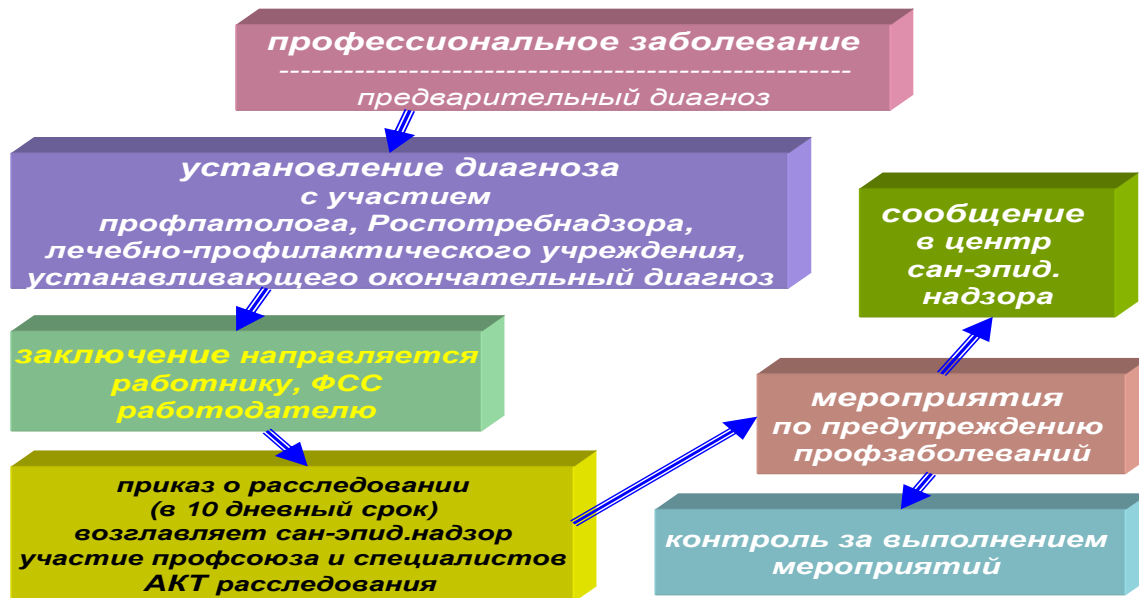 профессиональное заболевание
----------------------------------------------------
предварительный диагноз
установление диагноза
с участием
профпатолога, Роспотребнадзора,
лечебно-профилактического учреждения,
устанавливающего окончательный диагноз
заключение направляется
работнику, ФСС
работодателю
приказ о расследовании
(в 10 дневный срок)
возглавляет сан-эпид.надзор
участие профсоюза и специалистов
АКТ расследования
сообщение
в центр
сан-эпид.
надзора
мероприятия
по предупреждению
профзаболеваний
контроль за выполнением
мероприятий